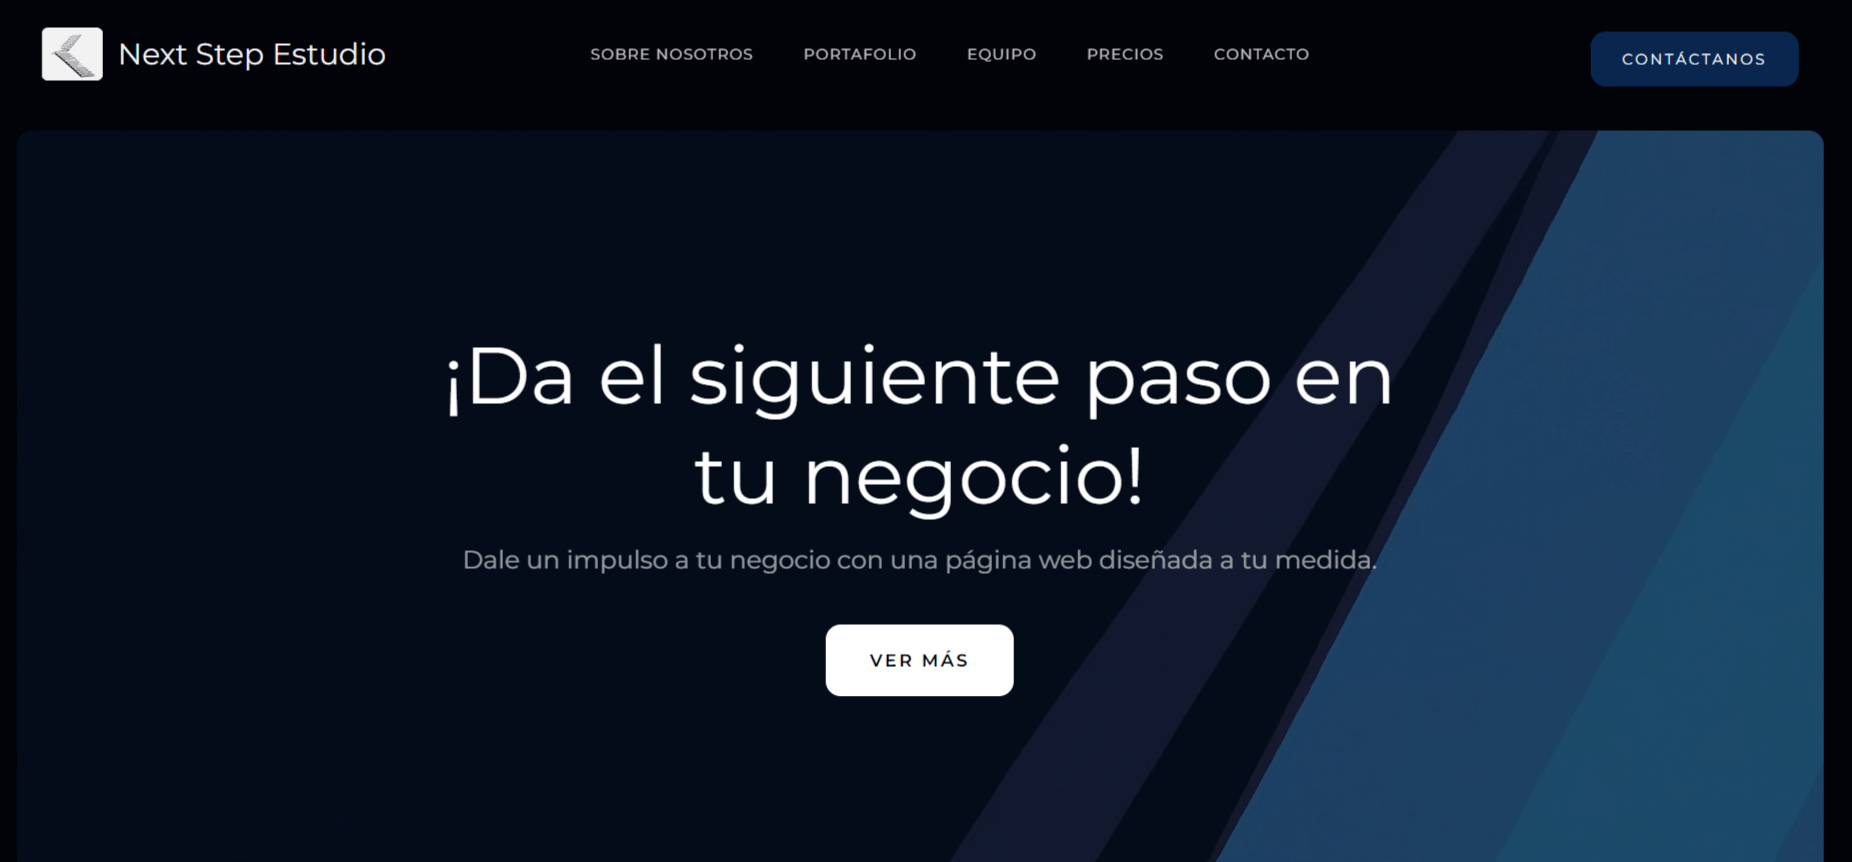 Next Step Estudio
SOBRE NOSOTROS
PORTAFOLIO
EQUIPO
PRECIOS
CONTACTO
CONTÁCTANOS
¡Da el siguiente paso en
tu negocio!
Dale un impulso a tu negocio con una página web diseñada a tu medida.
VER MÁS